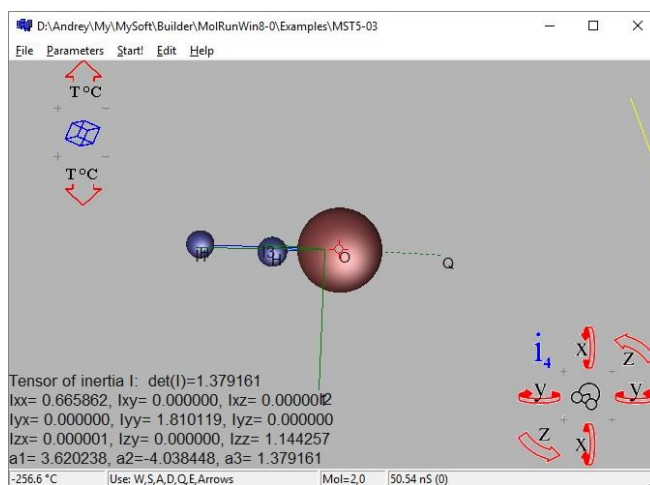 D:\Andrey\My\MySoft\Builder\MolRunWin8-0\Examples\MST5-03
File Parameters Start! Edit Help
T°C
T°C
I3
H
O
Q
i4
X
Z
y
y
Z
X
Tensor of inertia I: det(I)=1.379161
Ixx= 0.665862, Ixy= 0.000000, Ixz= 0.000001
Iyx= 0.000000, Iyy= 1.810119, Iyz= 0.000000
Izx= 0.000001, Izy= 0.000000, Izz= 1.144257
a1= 3.620238, a2=-4.038448, a3= 1.379161
-256.6 °C Use: W,S,A,D,Q,E,Arrows Mol=2,0 50.54 nS (0)